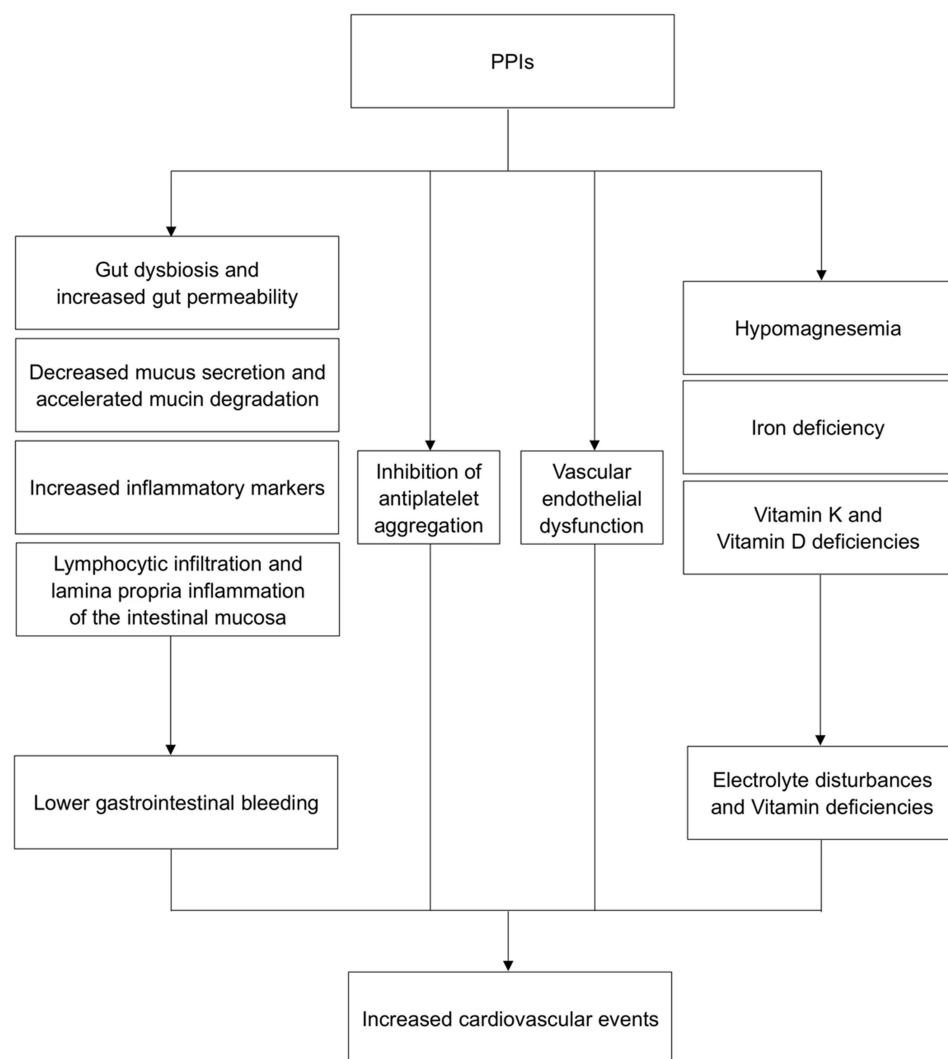 PPIs
Gut dysbiosis and
increased gut permeability
Decreased mucus secretion and
accelerated mucin degradation
Increased inflammatory markers
Lymphocytic infiltration and
lamina propria inflammation
of the intestinal mucosa
Lower gastrointestinal bleeding
Inhibition of
antiplatelet
aggregation
Vascular
endothelial
dysfunction
Hypomagnesemia
Iron deficiency
Vitamin K and
Vitamin D deficiencies
Electrolyte disturbances
and Vitamin deficiencies
Increased cardiovascular events